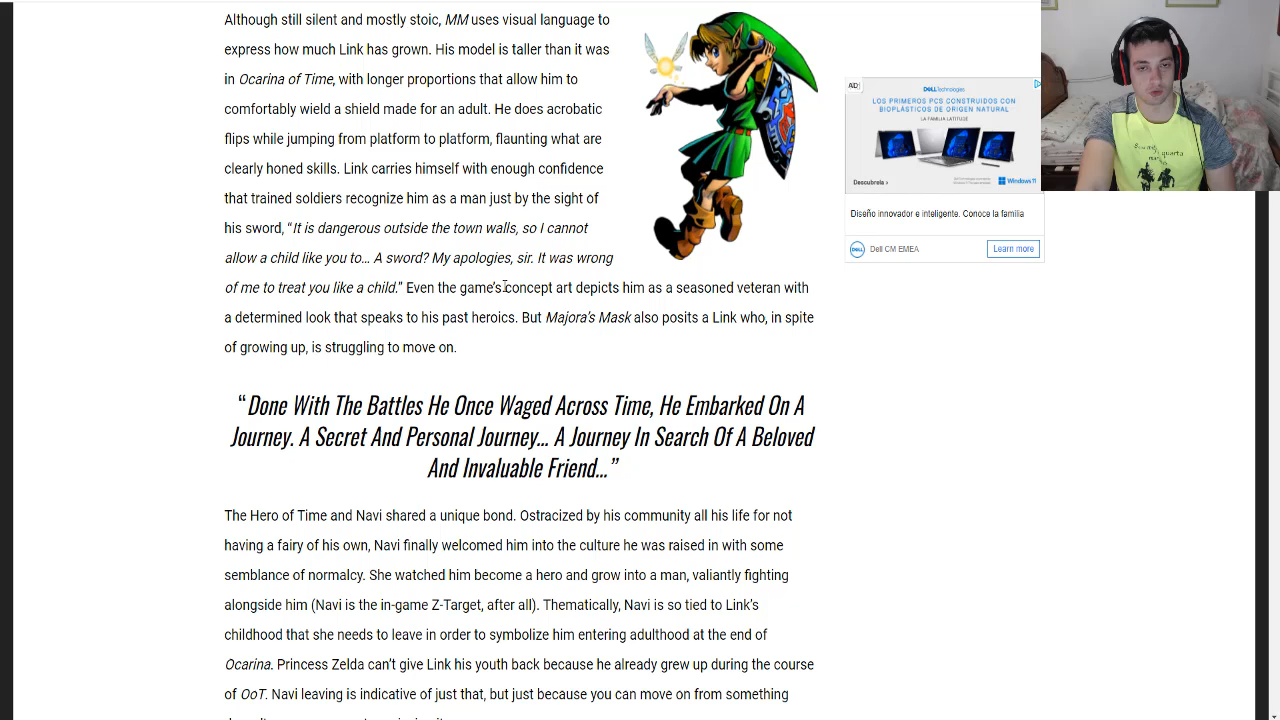 Although still silent and mostly stoic, MM uses visual language to
express how much Link has grown. His model is taller than it was
in Ocarina of Time, with longer proportions that allow him to
properly wield a shield made for an adult. Link does acrobatic
flips when jumping from platform to platform, flaunting what are
clearly honed skills. Link carries himself with enough confidence
that trained soldiers recognize him as a man just by the sight of
his sword, “It is dangerous outside the town walls, so I cannot
allow a child like you to… A sword? My apologies, sir. It was wrong
of me to treat you like a child.” Even the game’s concept art depicts him as a seasoned veteran with
a determined look that speaks to his past heroics. But Majora’s Mask also posits a Link who, in spite
of growing up, is struggling to move on.
“Done With The Battles He Once Waged Across Time, He Embarked On A
Journey. A Secret And Personal Journey… A Journey In Search Of A Beloved
And Invaluable Friend…”
The Hero of Time and Navi shared a unique bond. Ostracized by his community all his life for not
having a fairy of his own, Navi finally welcomed him into the culture he was raised in with some
semblance of normalcy. She watched him become a hero and grow into a man, valiantly fighting
alongside him (Navi is the in-game Z-Target, after all). Thematically, Navi is so tied to Link’s
childhood that she needs to leave in order to symbolize him entering adulthood at the end of
Ocarina. Princess Zelda can’t give Link his youth back because he already grew up during the course
of OoT. Navi leaving is indicative of just that, but just because you can move on from something
DELL Technologies
LOS PRIMEROS PCS CONSTRUIDOS CON
BIOPLÁSTICOS DE ORIGEN NATURAL
LA FAMILIA LATITUDE
Descubrela >
Windows 11
Diseño innovador e inteligente. Conoce la familia
DELL
Dell CM EMEA
Learn more